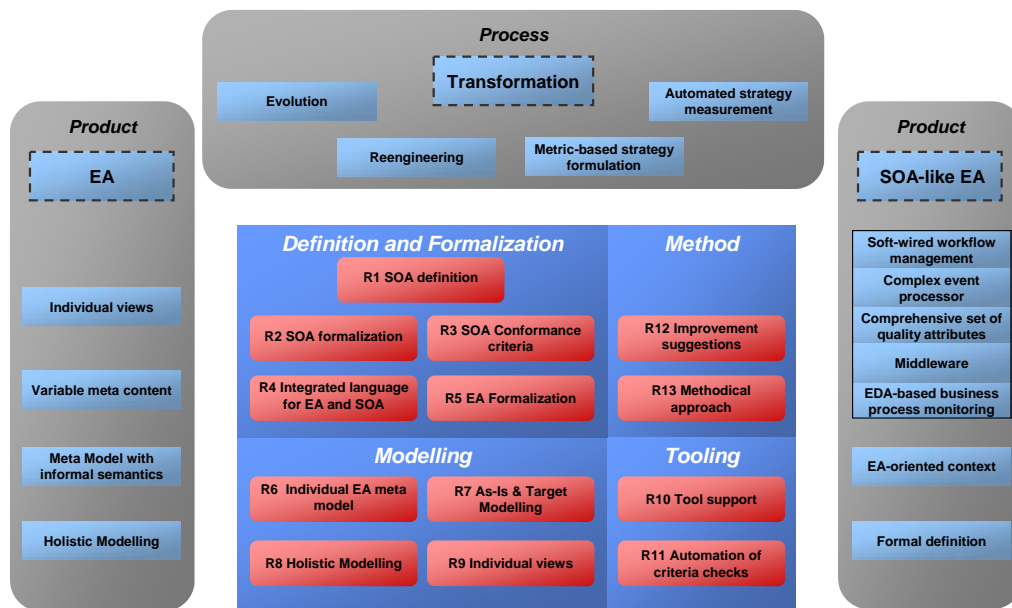 Process
Transformation
Evolution
Automated strategy
measurement
Reengineering
Metric-based strategy
formulation
Product
EA
Individual views
Variable meta content
Meta Model with
informal semantics
Holistic Modelling
Definition and Formalization
R1 SOA definition
R2 SOA formalization
R3 SOA Conformance
criteria
R4 Integrated language
for EA and SOA
R5 EA Formalization
Method
R12 Improvement
suggestions
R13 Methodical
approach
Modelling
R6 Individual EA meta
model
R7 As-Is & Target
Modelling
R8 Holistic Modelling
R9 Individual views
Tooling
R10 Tool support
R11 Automation of
criteria checks
Product
SOA-like EA
Soft-wired workflow
management
Complex event
processor
Comprehensive set of
quality attributes
Middleware
EDA-based business
process monitoring
EA-oriented context
Formal definition